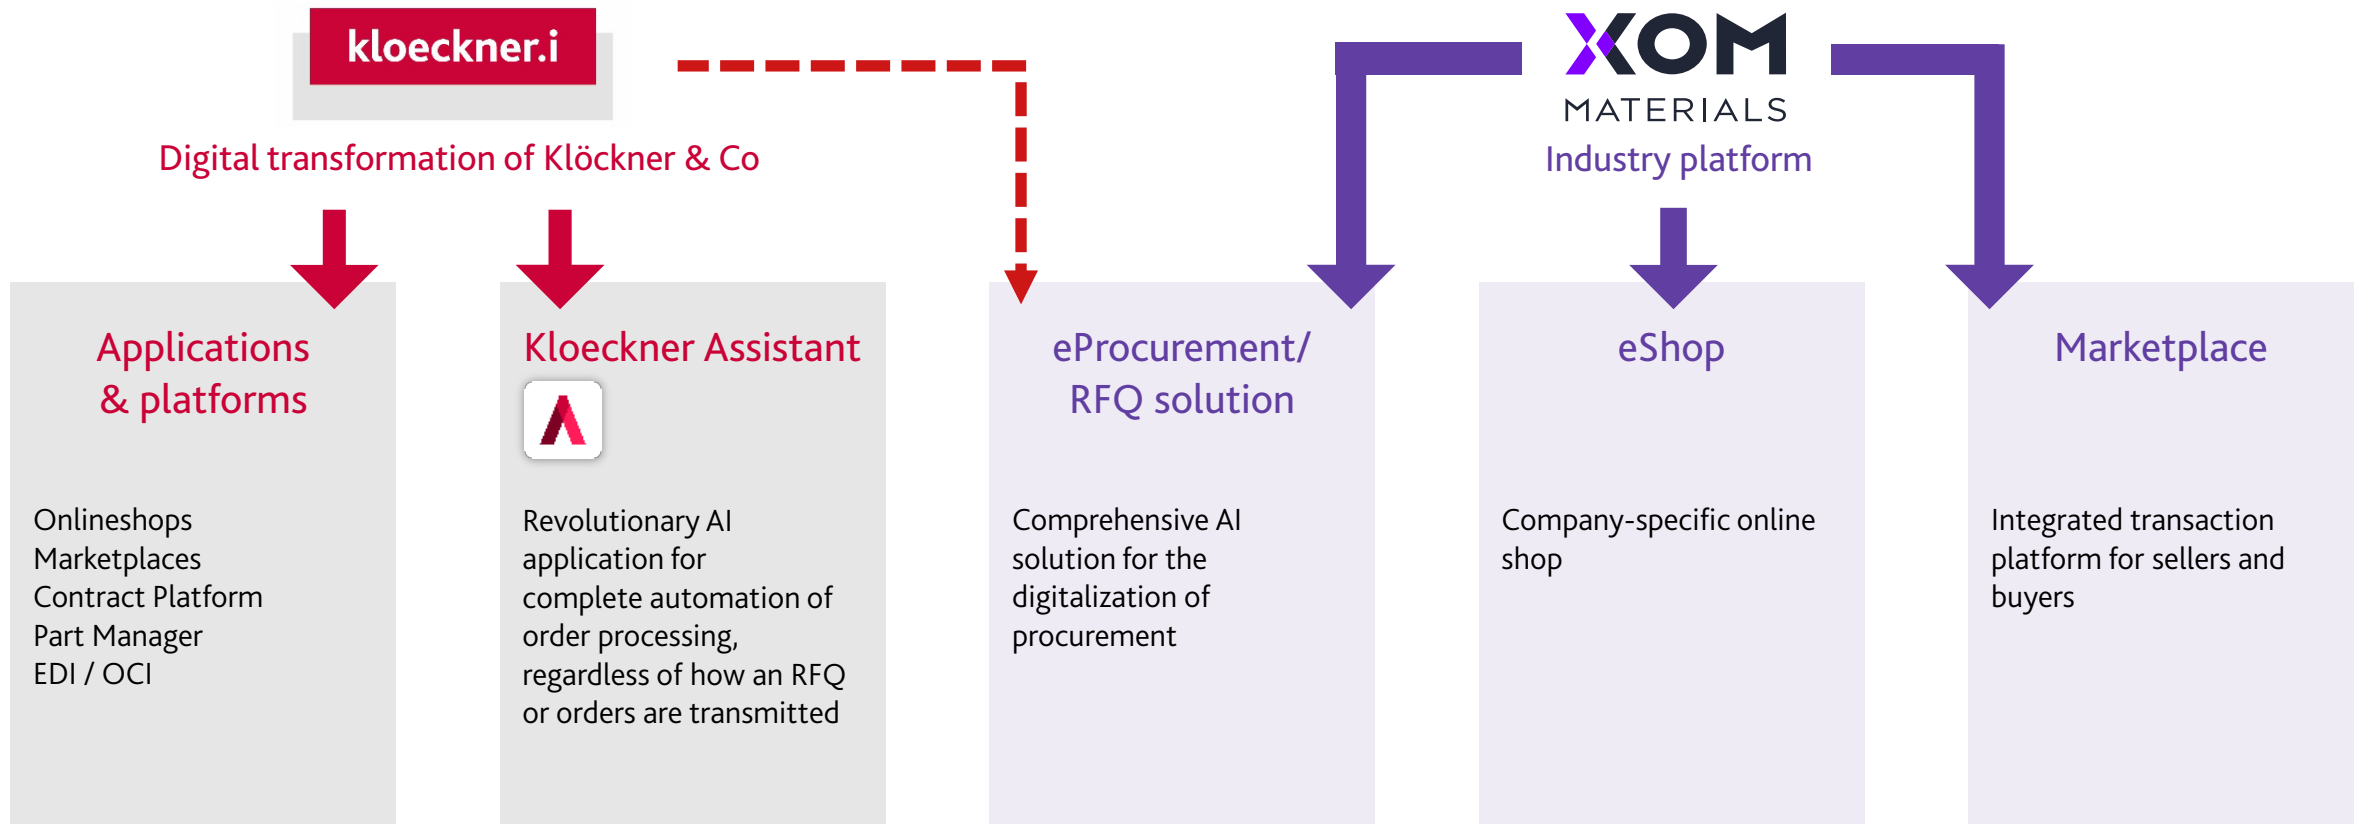 kloeckner.i
Digital transformation of Klöckner & Co
XOM
MATERIALS
Industry platform
Applications
& platforms
Onlineshops
Marketplaces
Contract Platform
Part Manager
EDI / OCI
Kloeckner Assistant
Revolutionary AI
application for
complete automation of
order processing,
regardless of how an RFQ
or orders are transmitted
eProcurement/
RFQ solution
Comprehensive AI
solution for the
digitalization of
procurement
eShop
Company-specific online
shop
Marketplace
Integrated transaction
platform for sellers and
buyers